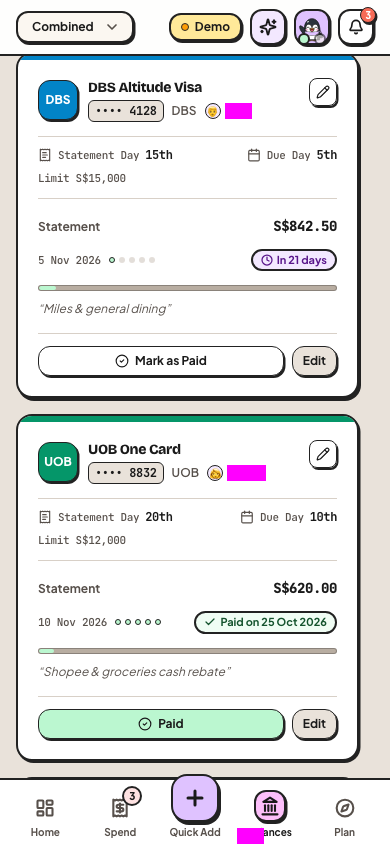 Combined
Demo
3
DBS
DBS Altitude Visa
•••• 4128 DBS
Statement Day 15th
Due Day 5th
Limit S$15,000
Statement
S$842.50
5 Nov 2026
In 21 days
“Miles & general dining”
Mark as Paid
Edit
UOB
UOB One Card
•••• 8832 UOB
Statement Day 20th
Due Day 10th
Limit S$12,000
Statement
S$620.00
10 Nov 2026
Paid on 25 Oct 2026
“Shopee & groceries cash rebate”
Paid
Edit
3
Home
Spend
Quick Add
ances
Plan